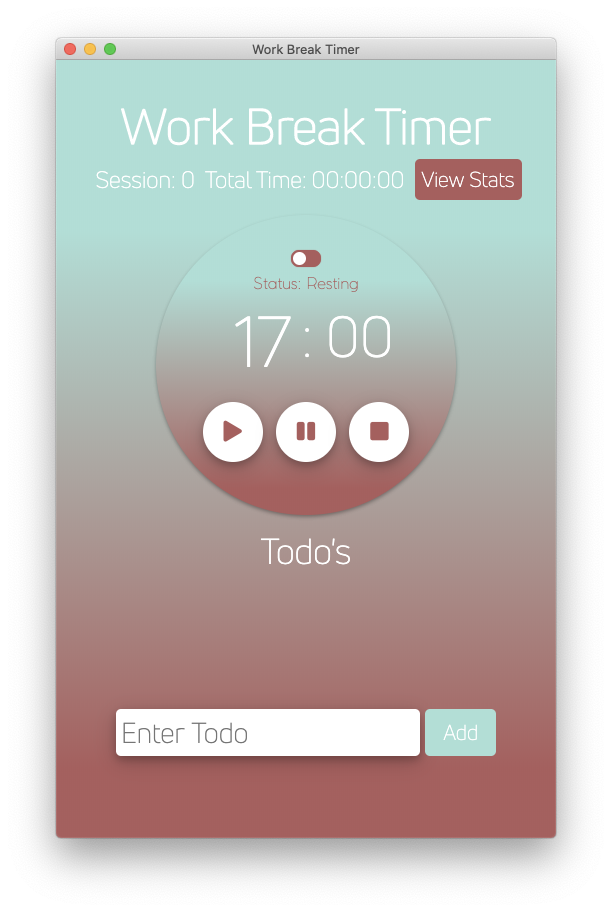 Work Break Timer
Work Break Timer
Session: 0 Total Time: 00:00:00 View Stats
Status: Resting
17 : 00
Todo's
Enter Todo Add